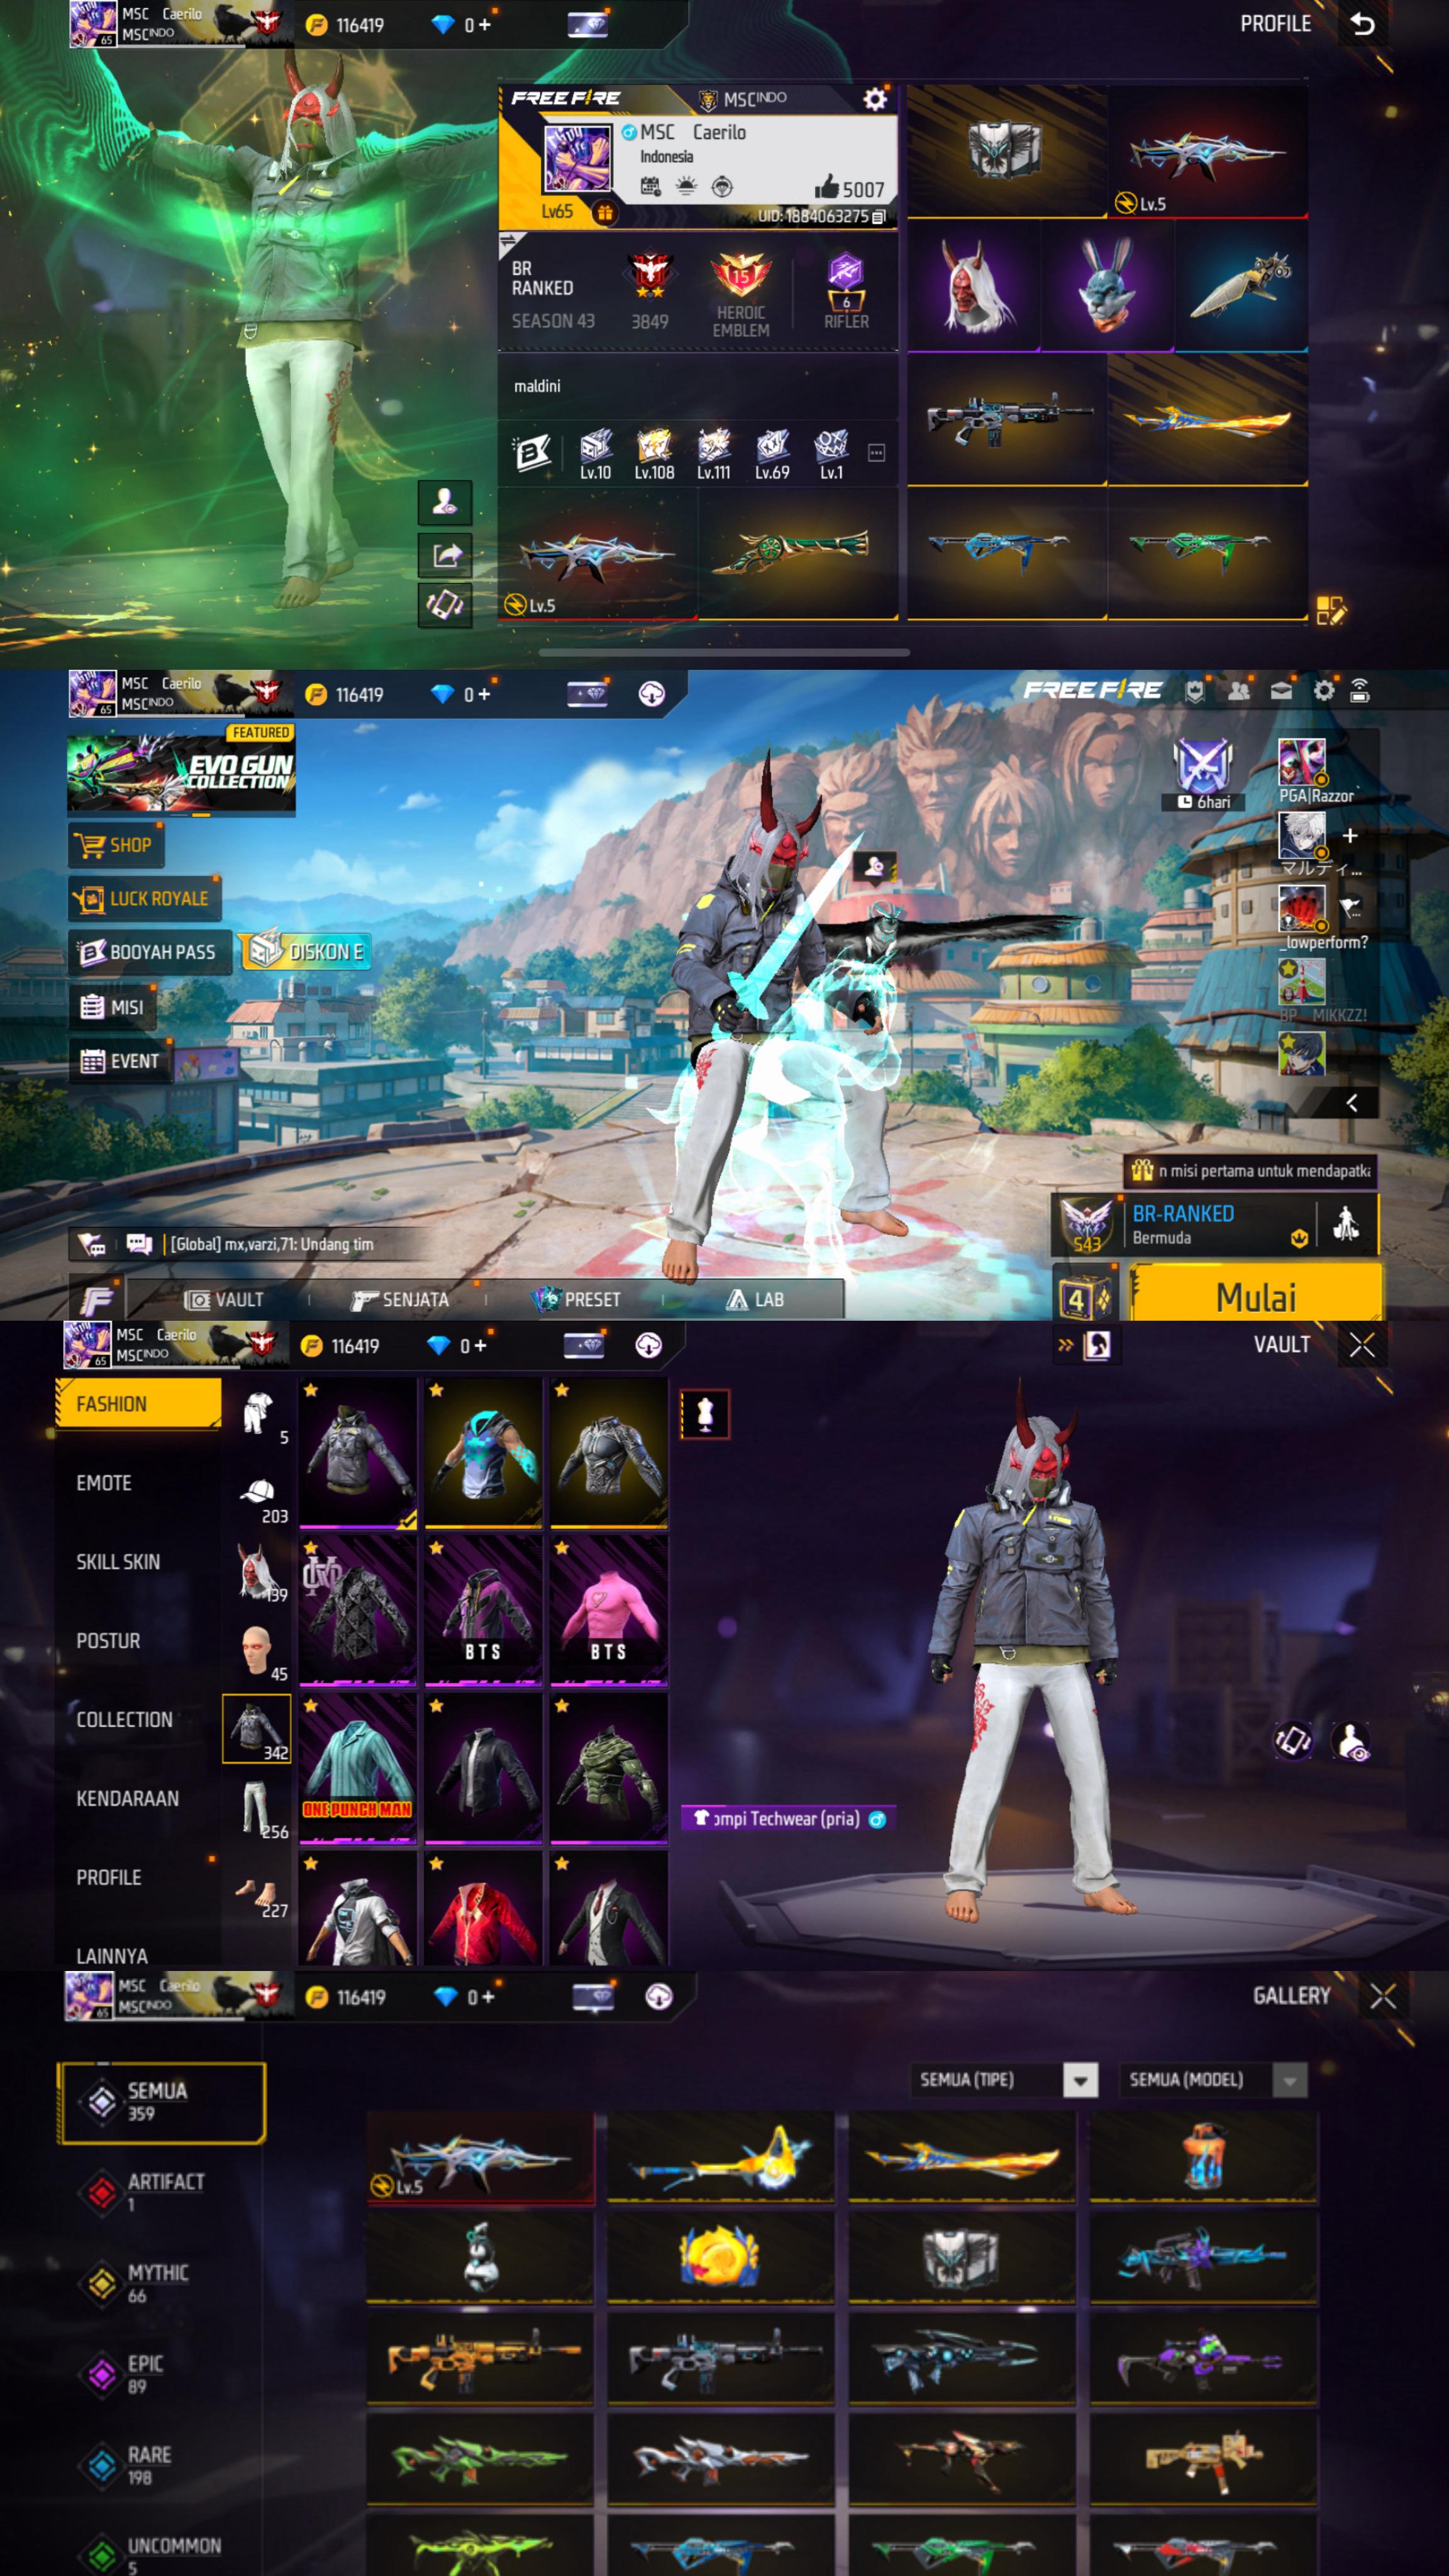 MSC Caerilo
MSCINDO
65
116419
0 +
PROFILE
FREE FIRE
MSCINDO
MSC Caerilo
Indonesia
5007
Lv65
UID: 1884063275
Lv.5
BR
RANKED
SEASON 43
3849
15
HEROIC
EMBLEM
6
RIFLER
maldini
Lv.10
Lv.108
Lv.111
Lv.69
Lv.1
Lv.5
MSC Caerilo
MSCINDO
65
116419
0 +
FREE FIRE
FEATURED
EVO GUN
COLLECTION
6hari
PGA|Razzor`
SHOP
マルディ...
LUCK ROYALE
_lowperform?
BOOYAH PASS
DISKON E
MISI
BP__MIKKZZ!
EVENT
n misi pertama untuk mendapatka
BR-RANKED
Bermuda
S43
[Global] mx,varzi,71: Undang tim
VAULT
SENJATA
PRESET
LAB
4
Mulai
MSC Caerilo
MSCINDO
65
116419
0 +
VAULT
FASHION
5
EMOTE
203
SKILL SKIN
139
POSTUR
45
COLLECTION
342
KENDARAAN
256
PROFILE
227
LAINNYA
BTS
BTS
ONE PUNCH MAN
ompi Techwear (pria)
MSC Caerilo
MSCINDO
65
116419
0 +
GALLERY
SEMUA
359
SEMUA (TIPE)
SEMUA (MODEL)
ARTIFACT
1
Lv.5
MYTHIC
66
EPIC
89
RARE
198
UNCOMMON
5